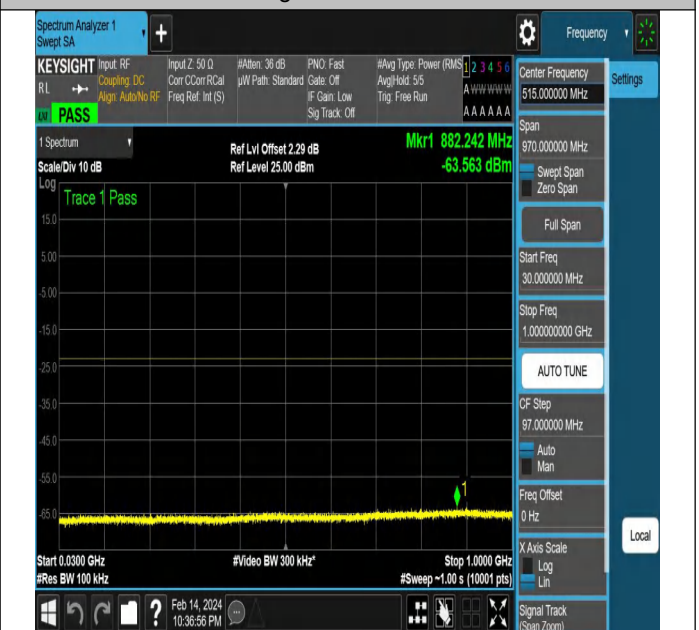 Spectrum Analyzer 1
Swept SA
+
Frequency
KEYSIGHT
RL
PASS
Input: RF
Coupling: DC
Align: Auto/No RF
Input Z: 50 Ω
Corr CCorr RCal
Freq Ref: Int (S)
#Atten: 36 dB
µW Path: Standard
PNO: Fast
Gate: Off
IF Gain: Low
Sig Track: Off
#Avg Type: Power (RMS
Avg|Hold: 5/5
Trig: Free Run
1 2 3 4 5 6
A W W W W W
A A A A A A
1 Spectrum
Scale/Div 10 dB
Ref Lvl Offset 2.29 dB
Ref Level 25.00 dBm
Mkr1 882.242 MHz
-63.563 dBm
Log
Trace 1 Pass
15.0
5.00
-5.00
-15.0
-25.0
-35.0
-45.0
-55.0
-65.0
1
Start 0.0300 GHz
#Res BW 100 kHz
#Video BW 300 kHz*
Stop 1.0000 GHz
#Sweep ~1.00 s (10001 pts)
?
Feb 14, 2024
10:36:56 PM
Center Frequency
515.000000 MHz
Settings
Span
970.000000 MHz
Swept Span
Zero Span
Full Span
Start Freq
30.000000 MHz
Stop Freq
1.000000000 GHz
AUTO TUNE
CF Step
97.000000 MHz
Auto
Man
Freq Offset
0 Hz
X Axis Scale
Log
Lin
Local
Signal Track
(Span Zoom)